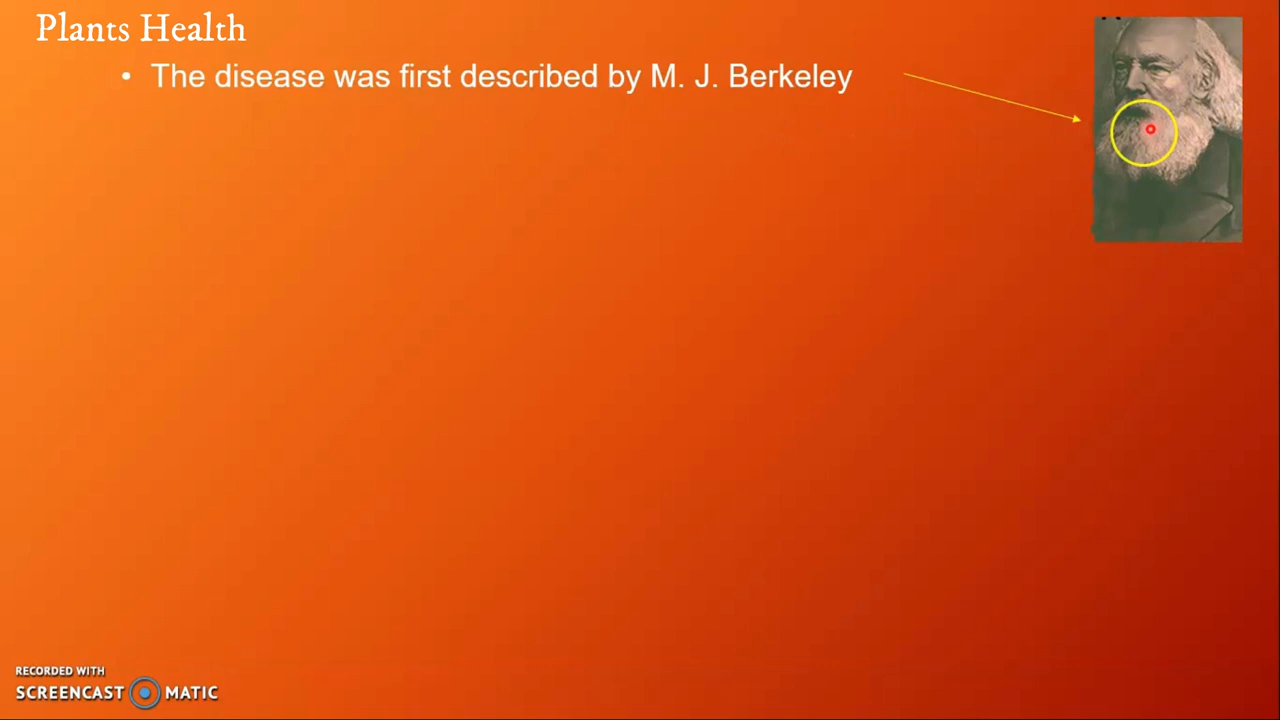 Plants Health
• The disease was first described by M. J. Berkeley
RECORDED WITH
SCREENCAST MATIC